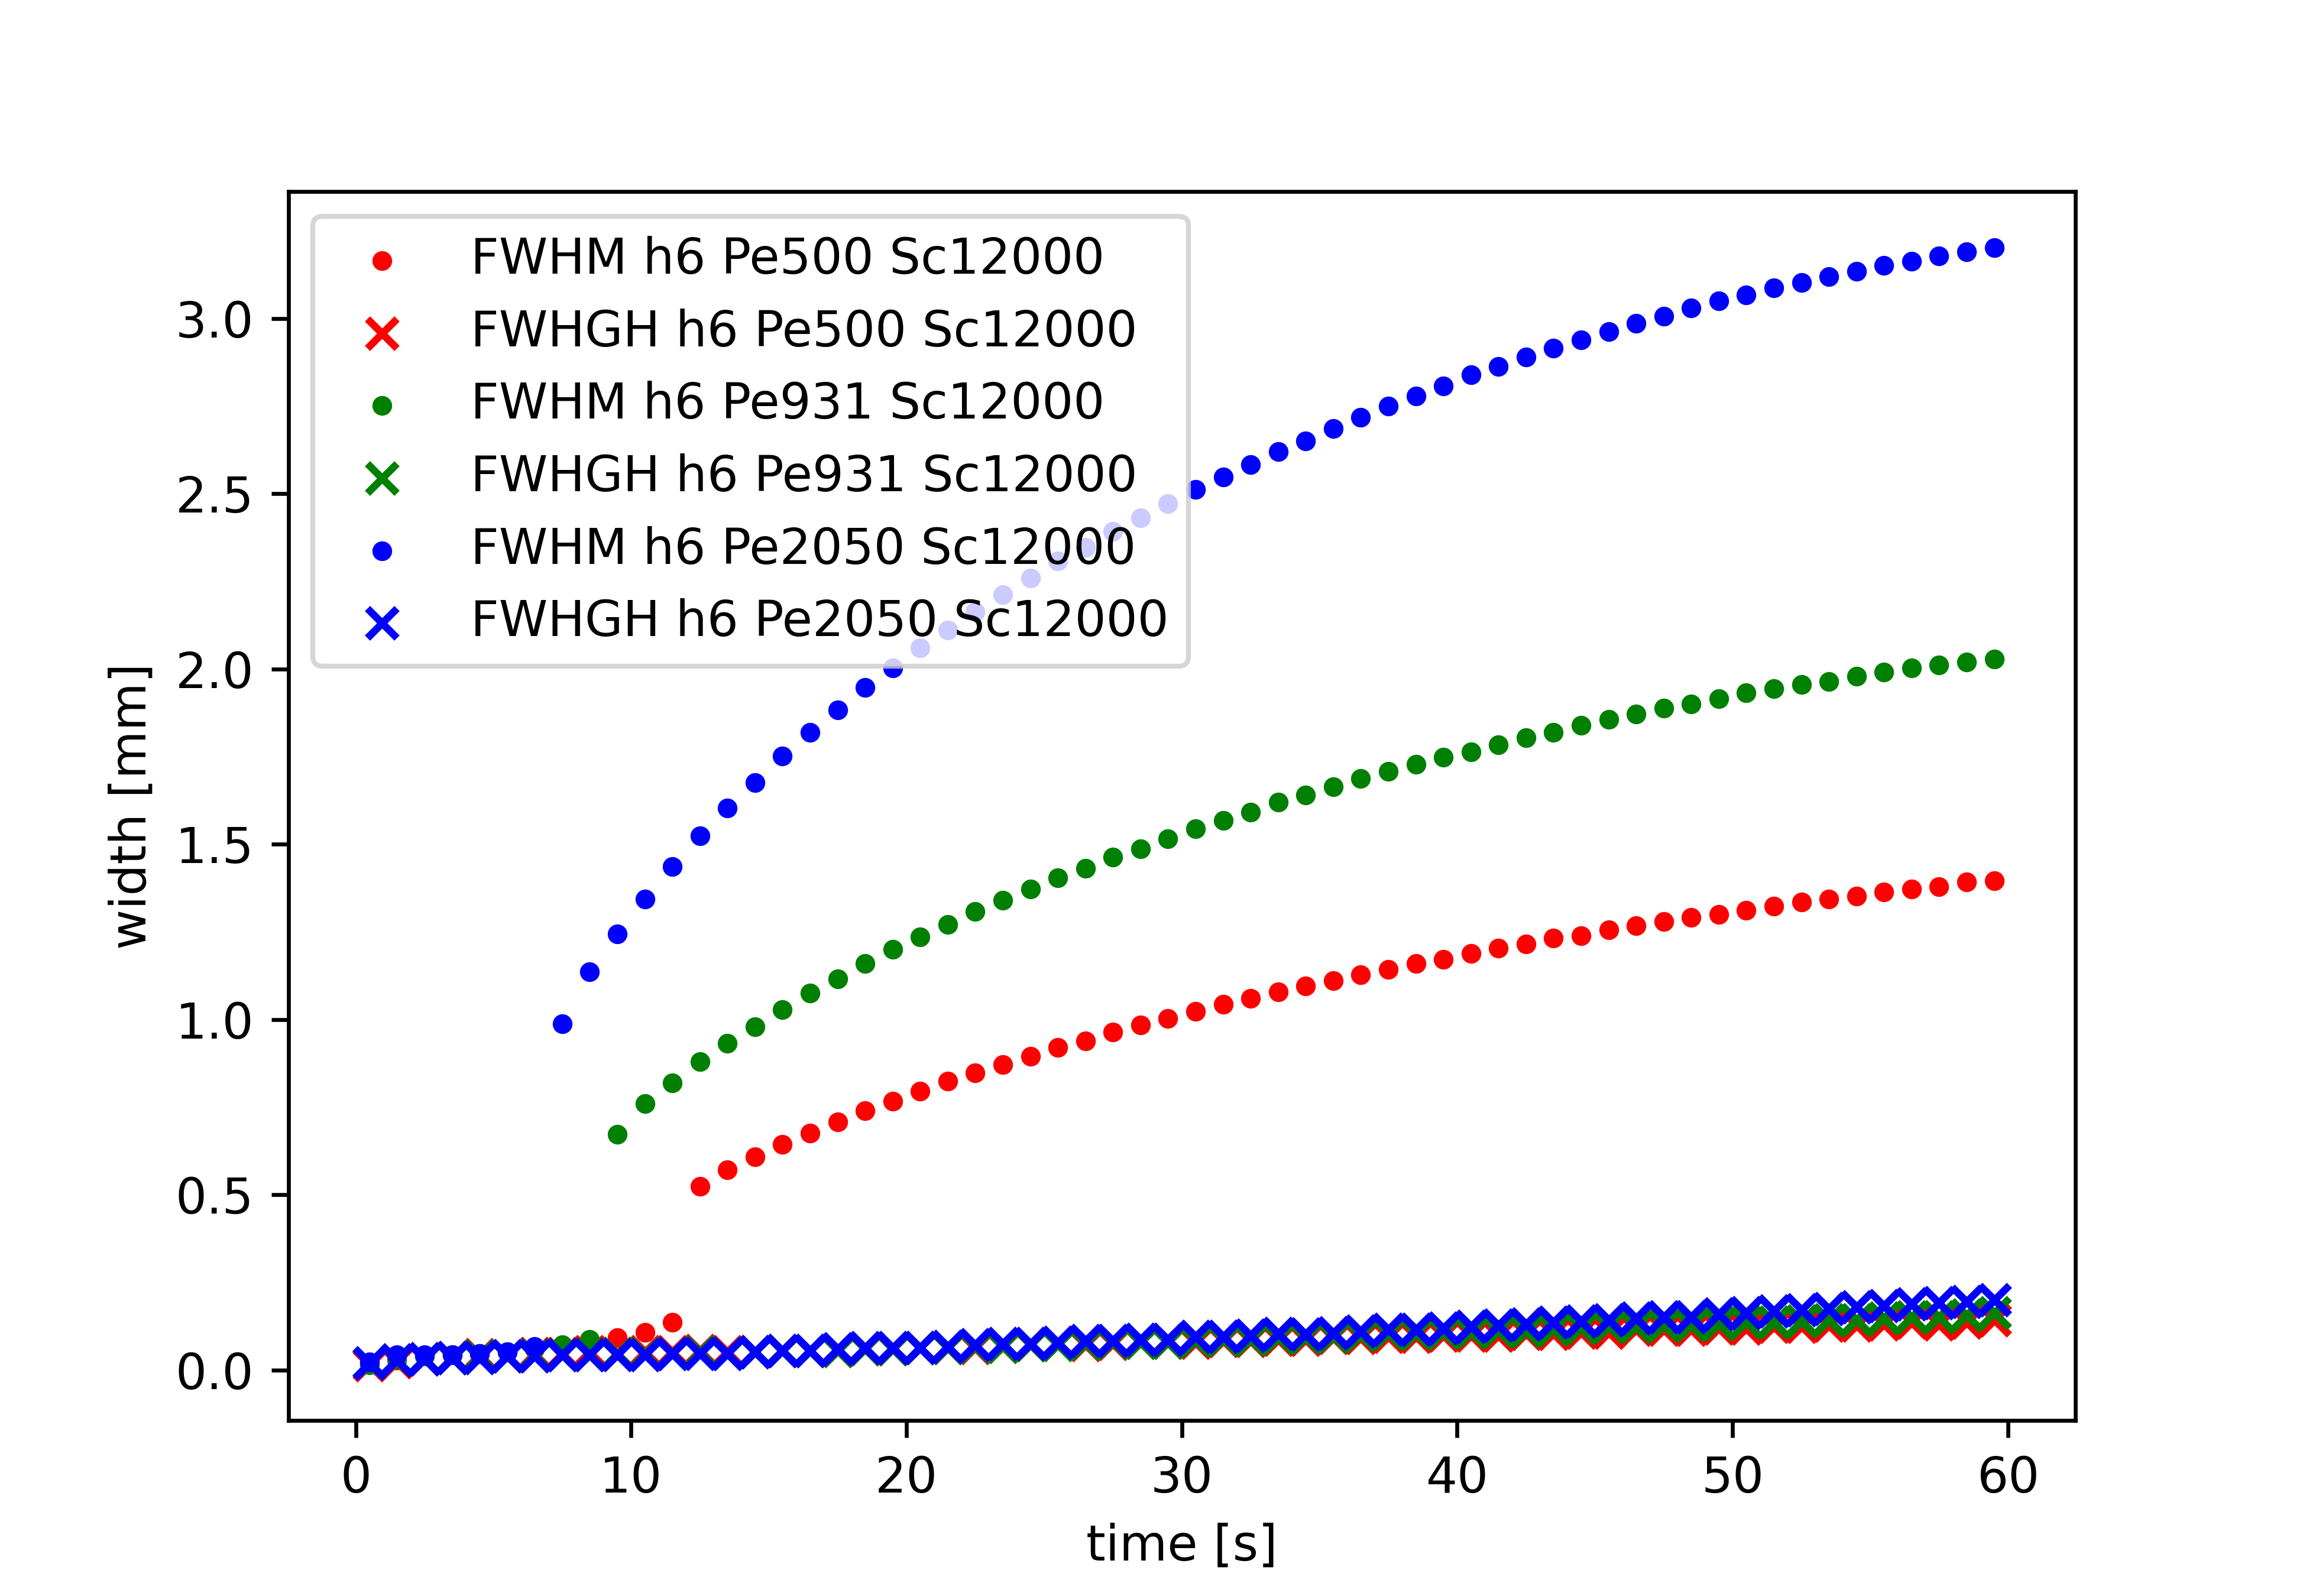 FWHM h6 Pe500 Sc12000
FWHGH h6 Pe500 Sc12000
FWHM h6 Pe931 Sc12000
FWHGH h6 Pe931 Sc12000
FWHM h6 Pe2050 Sc12000
FWHGH h6 Pe2050 Sc12000
3.0
2.5
2.0
1.5
1.0
0.5
0.0
width [mm]
0 10 20 30 40 50 60
time [s]